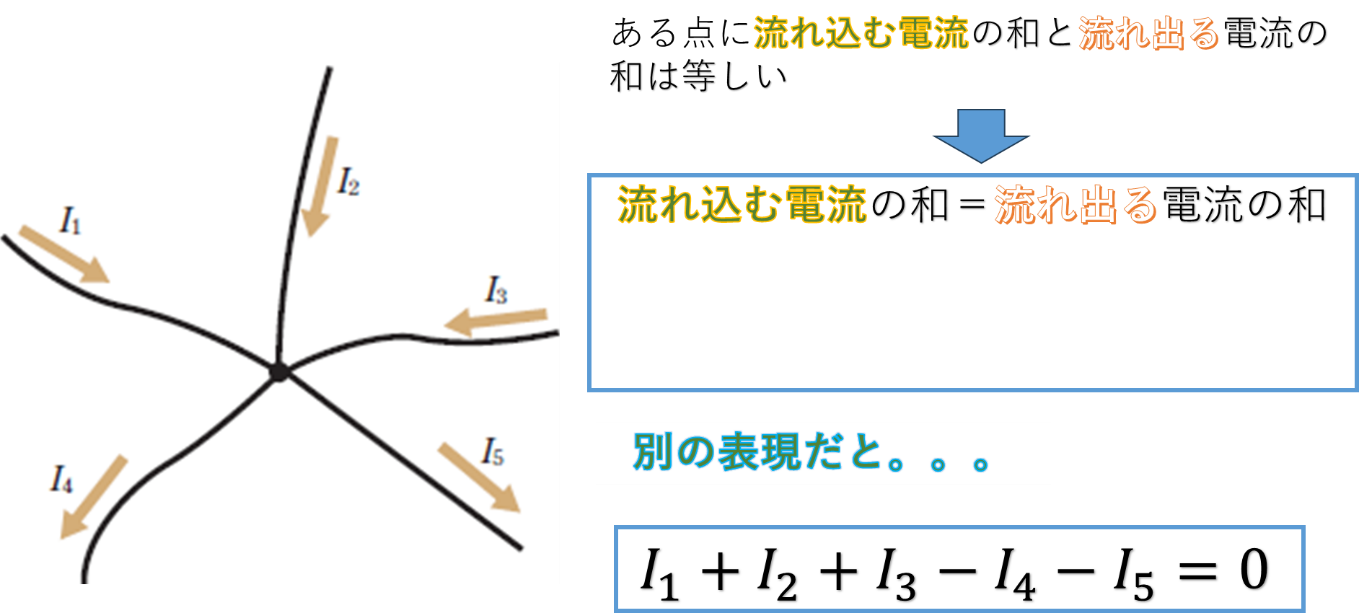 ある点に流れ込む電流の和と流れ出る電流の
和は等しい
流れ込む電流の和＝流れ出る電流の和
別の表現だと。。。
I₁ + I₂ + I₃ − I₄ − I₅ = 0
I₁
I₂
I₃
I₄
I₅